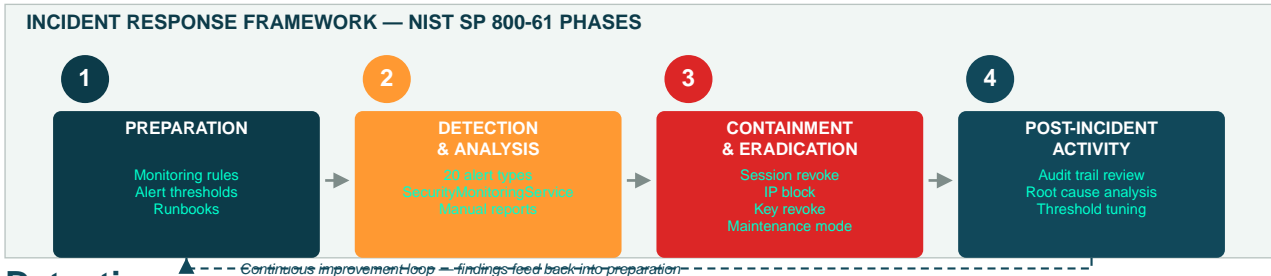 INCIDENT RESPONSE FRAMEWORK — NIST SP 800-61 PHASES
1
PREPARATION
Monitoring rules
Alert thresholds
Runbooks
2
DETECTION
& ANALYSIS
20 alert types
SecurityMonitoringService
Manual reports
3
CONTAINMENT
& ERADICATION
Session revoke
IP block
Key revoke
Maintenance mode
4
POST-INCIDENT
ACTIVITY
Audit trail review
Root cause analysis
Threshold tuning
Continuous improvement loop — findings feed back into preparation